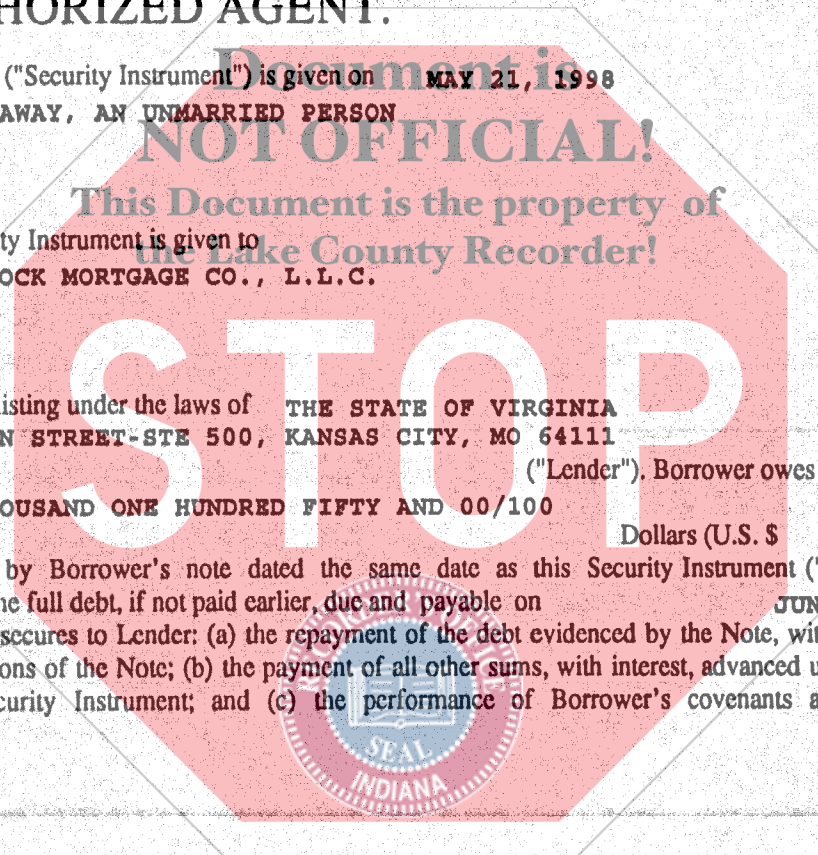 HORIZED AGENT.
("Security Instrument") is given on MAY 21, 1998
AWAY, AN UNMARRIED PERSON
ty Instrument is given to
OCK MORTGAGE CO., L.L.C.
isting under the laws of THE STATE OF VIRGINIA
N STREET-STE 500, KANSAS CITY, MO 64111
("Lender"). Borrower owes
OUSAND ONE HUNDRED FIFTY AND 00/100
Dollars (U.S. $
by Borrower's note dated the same date as this Security Instrument ("
he full debt, if not paid earlier, due and payable on JUN
secures to Lender: (a) the repayment of the debt evidenced by the Note, wit
ons of the Note; (b) the payment of all other sums, with interest, advanced u
curity Instrument; and (c) the performance of Borrower's covenants a
Document is
NOT OFFICIAL!
This Document is the property of
the Lake County Recorder!
STOP
RECORDER'S OFFICE
SEAL
INDIANA